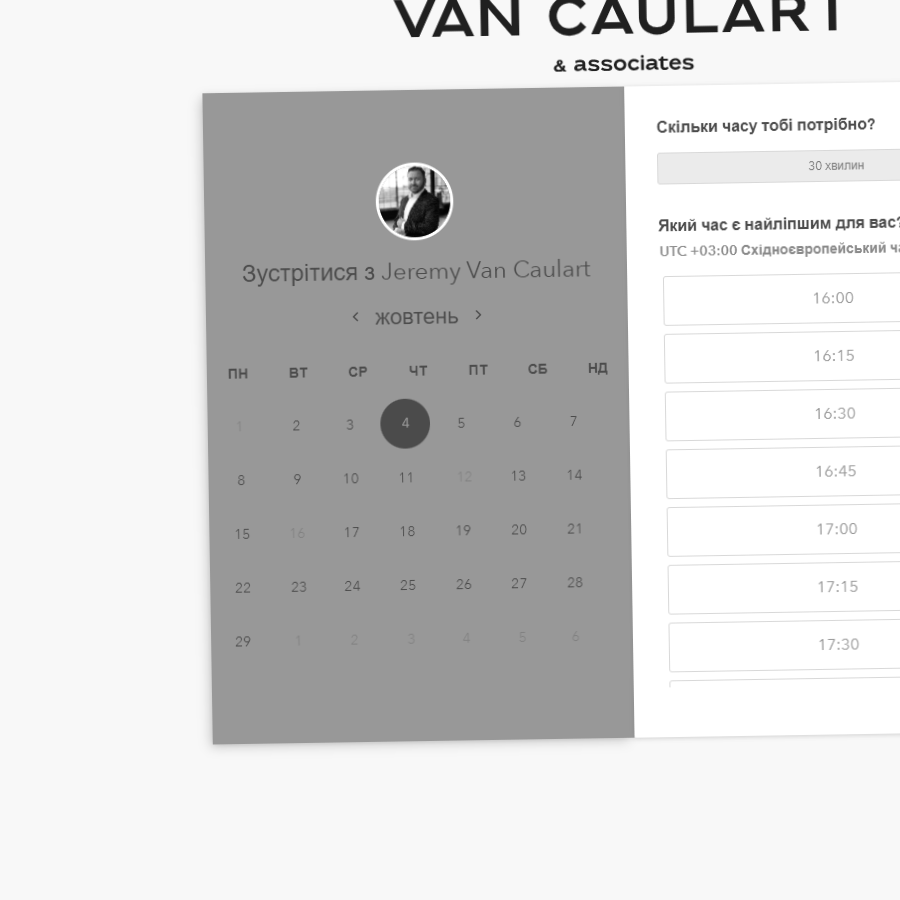 VAN CAULART
& associates
Зустрітися з Jeremy Van Caulart
жовтень
ПН ВТ СР ЧТ ПТ СБ НД
1 2 3 4 5 6 7
8 9 10 11 12 13 14
15 16 17 18 19 20 21
22 23 24 25 26 27 28
29 1 2 3 4 5 6
Скільки часу тобі потрібно?
30 хвилин
Який час є найліпшим для вас?
UTC +03:00 Східноєвропейський
16:00
16:15
16:30
16:45
17:00
17:15
17:30